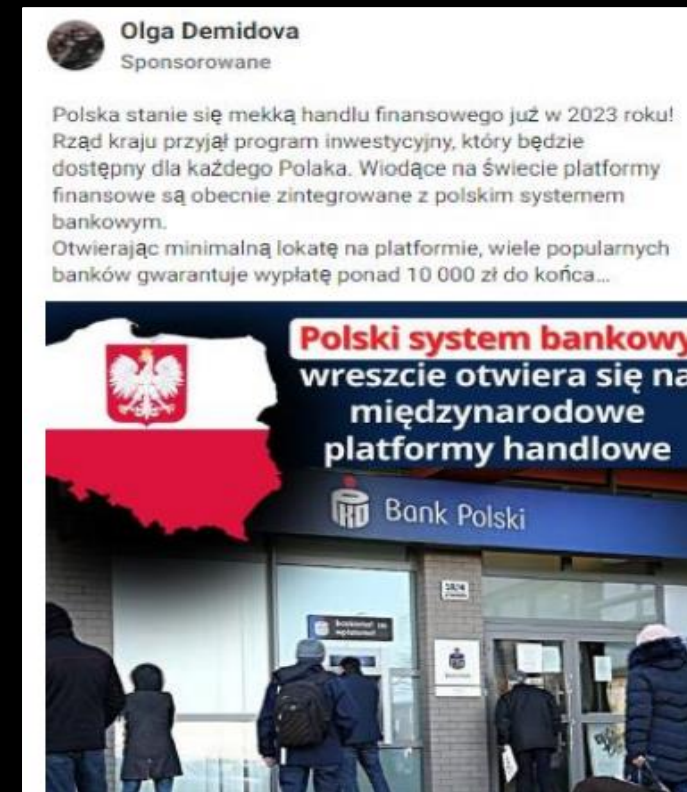 Olga Demidova
Sponsorowane
Polska stanie się mekką handlu finansowego już w 2023 roku!
Rząd kraju przyjął program inwestycyjny, który będzie
dostępny dla każdego Polaka. Wiodące na świecie platformy
finansowe są obecnie zintegrowane z polskim systemem
bankowym.
Otwierając minimalną lokatę na platformie, wiele popularnych
banków gwarantuje wypłatę ponad 10 000 zł do końca...
Polski system bankowy
wreszcie otwiera się na
międzynarodowe
platformy handlowe
PKO Bank Polski